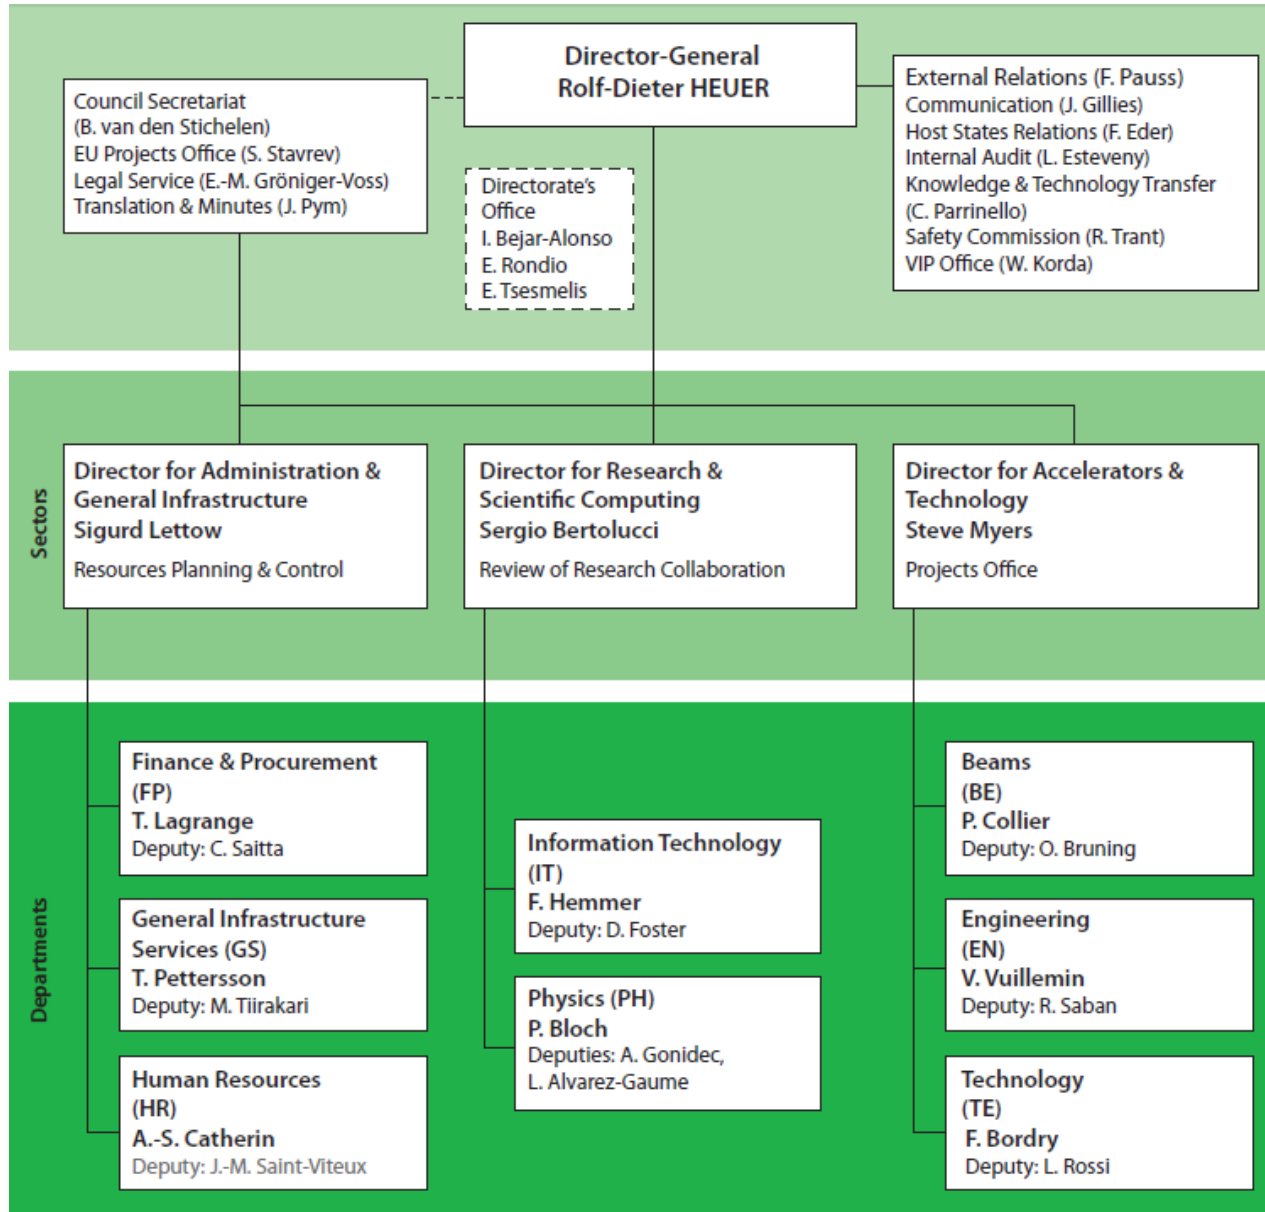 Director-General
Rolf-Dieter HEUER
Council Secretariat
(B. van den Stichelen)
EU Projects Office (S. Stavrev)
Legal Service (E.-M. Gröniger-Voss)
Translation & Minutes (J. Pym)
Directorate's
Office
I. Bejar-Alonso
E. Rondio
E. Tsesmelis
External Relations (F. Pauss)
Communication (J. Gillies)
Host States Relations (F. Eder)
Internal Audit (L. Esteveny)
Knowledge & Technology Transfer
(C. Parrinello)
Safety Commission (R. Trant)
VIP Office (W. Korda)
Sectors
Director for Administration &
General Infrastructure
Sigurd Lettow
Resources Planning & Control
Director for Research &
Scientific Computing
Sergio Bertolucci
Review of Research Collaboration
Director for Accelerators &
Technology
Steve Myers
Projects Office
Departments
Finance & Procurement
(FP)
T. Lagrange
Deputy: C. Saitta
General Infrastructure
Services (GS)
T. Pettersson
Deputy: M. Tiirakari
Human Resources
(HR)
A.-S. Catherin
Deputy: J.-M. Saint-Viteux
Information Technology
(IT)
F. Hemmer
Deputy: D. Foster
Physics (PH)
P. Bloch
Deputies: A. Gonidec,
L. Alvarez-Gaume
Beams
(BE)
P. Collier
Deputy: O. Bruning
Engineering
(EN)
V. Vuillemin
Deputy: R. Saban
Technology
(TE)
F. Bordry
Deputy: L. Rossi